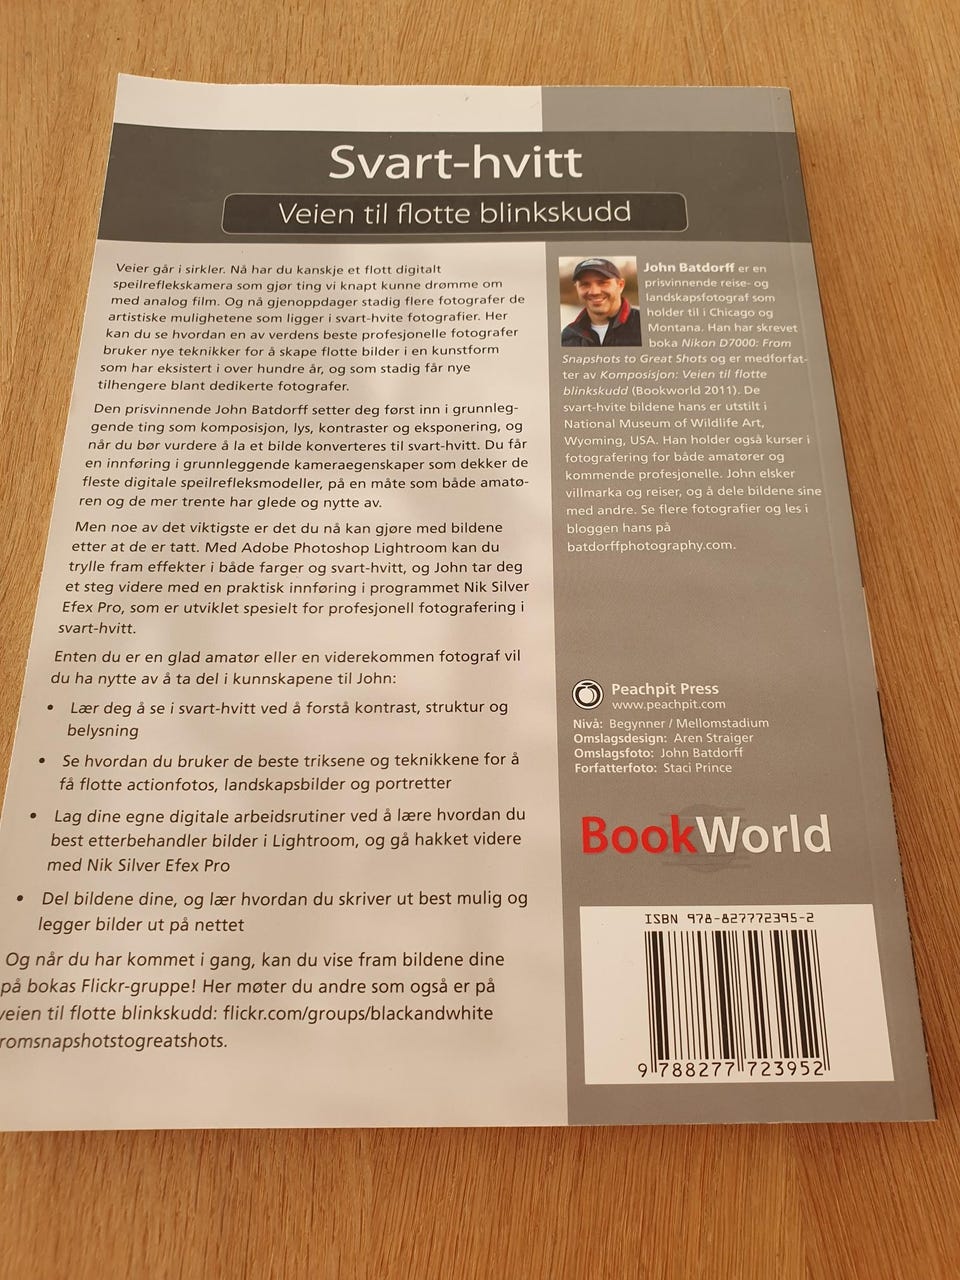 Svart-hvitt
Veien til flotte blinkskudd
Veier går i sirkler. Nå har du kanskje et flott digitalt
speilreflekskamera som gjør ting vi knapt kunne drømme om
med analog film. Og nå gjenoppdager stadig flere fotografer de
artistiske mulighetene som ligger i svart-hvite fotografier. Her
kan du se hvordan en av verdens beste profesjonelle fotografer
bruker nye teknikker for å skape flotte bilder i en kunstform
som har eksistert i over hundre år, og som stadig får nye
tilhengere blant dedikerte fotografer.
Den prisvinnende John Batdorff setter deg først inn i grunnleg-
gende ting som komposisjon, lys, kontraster og eksponering, og
når du bør vurdere å la et bilde konverteres til svart-hvitt. Du får
en innføring i grunnleggende kameraegenskaper som dekker de
fleste digitale speilrefleksmodeller, på en måte som både amatø-
ren og de mer trente har glede og nytte av.
Men noe av det viktigste er det du nå kan gjøre med bildene
etter at de er tatt. Med Adobe Photoshop Lightroom kan du
trylle fram effekter i både farger og svart-hvitt, og John tar deg
et steg videre med en praktisk innføring i programmet Nik Silver
Efex Pro, som er utviklet spesielt for profesjonell fotografering i
svart-hvitt.
Enten du er en glad amatør eller en viderekommen fotograf vil
du ha nytte av å ta del i kunnskapene til John:
• Lær deg å se i svart-hvitt ved å forstå kontrast, struktur og
belysning
• Se hvordan du bruker de beste triksene og teknikkene for å
få flotte actionfotos, landskapsbilder og portretter
• Lag dine egne digitale arbeidsrutiner ved å lære hvordan du
best etterbehandler bilder i Lightroom, og gå hakket videre
med Nik Silver Efex Pro
• Del bildene dine, og lær hvordan du skriver ut best mulig og
legger bilder ut på nettet
Og når du har kommet i gang, kan du vise fram bildene dine
på bokas Flickr-gruppe! Her møter du andre som også er på
veien til flotte blinkskudd: flickr.com/groups/blackandwhite
romsnapshotstogreatshots.
John Batdorff er en
prisvinnende reise- og
landskapsfotograf som
holder til i Chicago og
Montana. Han har skrevet
boka Nikon D7000: From
Snapshots to Great Shots og er medforfat-
ter av Komposisjon: Veien til flotte
blinkskudd (Bookworld 2011). De
svart-hvite bildene hans er utstilt i
National Museum of Wildlife Art,
Wyoming, USA. Han holder også kurser i
fotografering for både amatører og
kommende profesjonelle. John elsker
villmarka og reiser, og å dele bildene sine
med andre. Se flere fotografier og les i
bloggen hans på
batdorffphotography.com.
Peachpit Press
www.peachpit.com
Nivå: Begynner / Mellomstadium
Omslagsdesign: Aren Straiger
Omslagsfoto: John Batdorff
Forfatterfoto: Staci Prince
BookWorld
ISBN 978-827772395-2
9 788277 723952